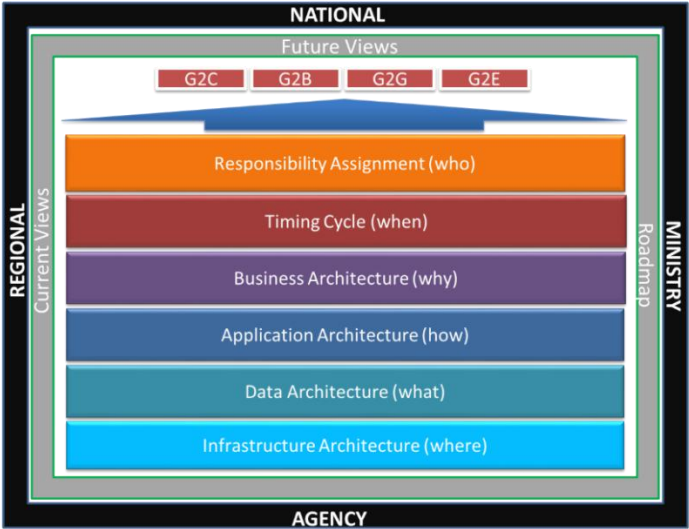 NATIONAL
Future Views
G2C G2B G2G G2E
Responsibility Assignment (who)
Timing Cycle (when)
Business Architecture (why)
Application Architecture (how)
Data Architecture (what)
Infrastructure Architecture (where)
REGIONAL
Current Views
Roadmap
MINISTRY
AGENCY